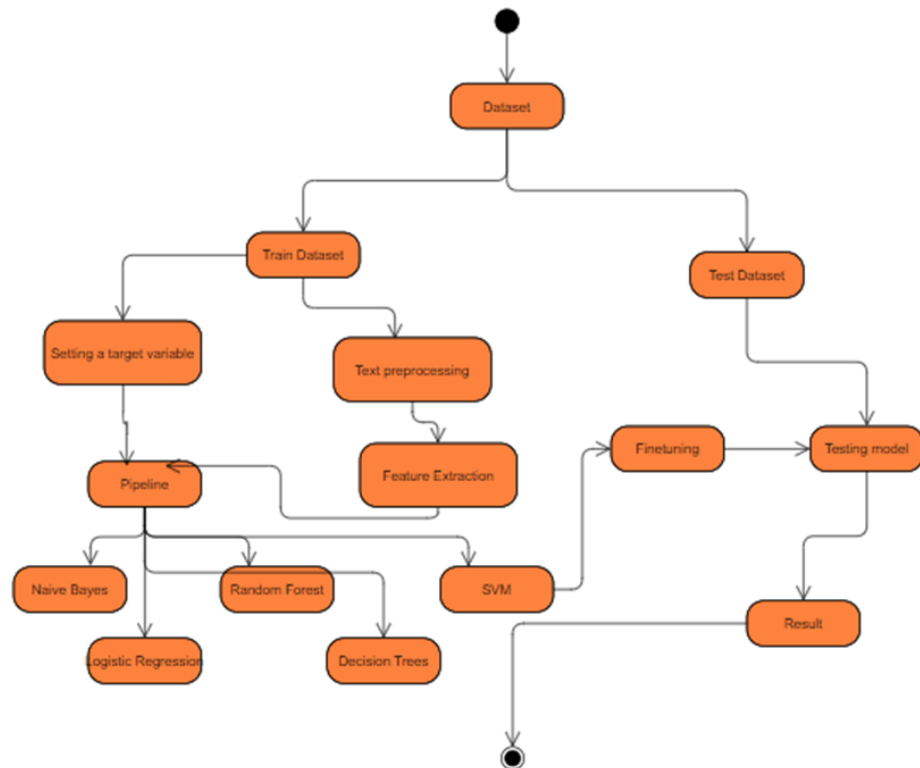 Dataset
Train Dataset
Test Dataset
Setting a target variable
Text preprocessing
Finetuning
Testing model
Feature Extraction
Pipeline
Naive Bayes
Random Forest
SVM
Result
Logistic Regression
Decision Trees